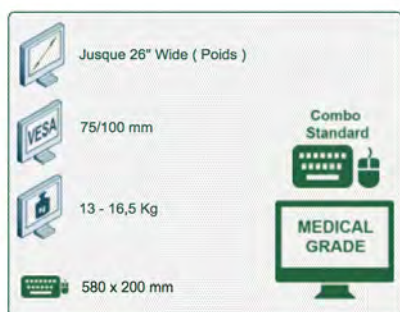 Jusque 26" Wide ( Poids )
VESA
75/100 mm
13 - 16,5 Kg
580 x 200 mm
Combo
Standard
MEDICAL
GRADE